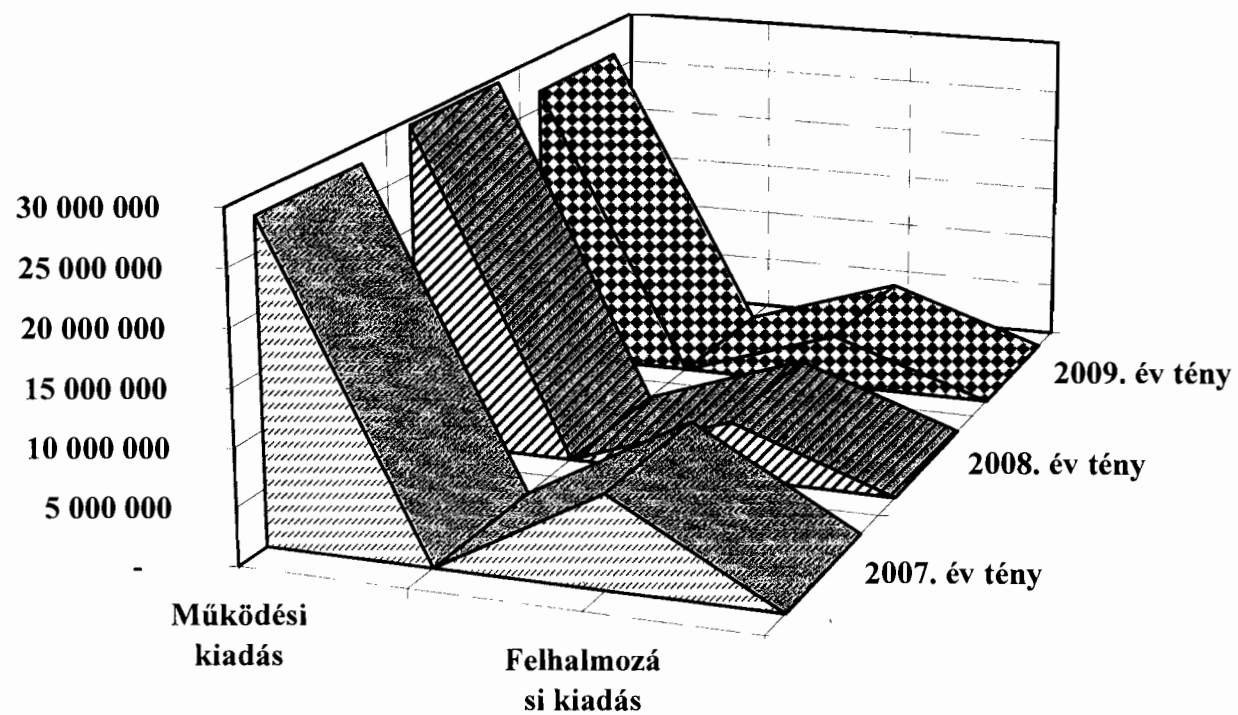 30 000 000
25 000 000
20 000 000
15 000 000
10 000 000
5 000 000
-
2009. év tény
2008. év tény
2007. év tény
Működési
kiadás
Felhalmozá
si kiadás